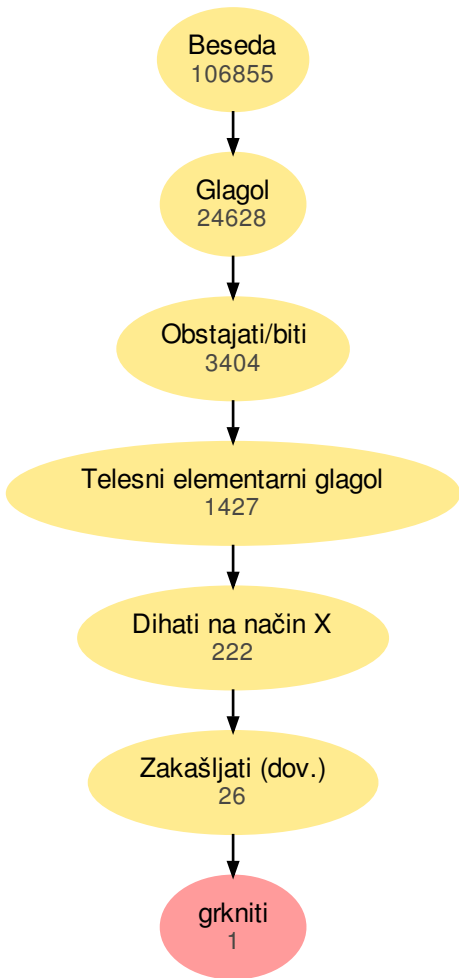 Beseda
106855
Glagol
24628
Obstajati/biti
3404
Telesni elementarni glagol
1427
Dihati na način X
222
Zakašljati (dov.)
26
grkniti
1